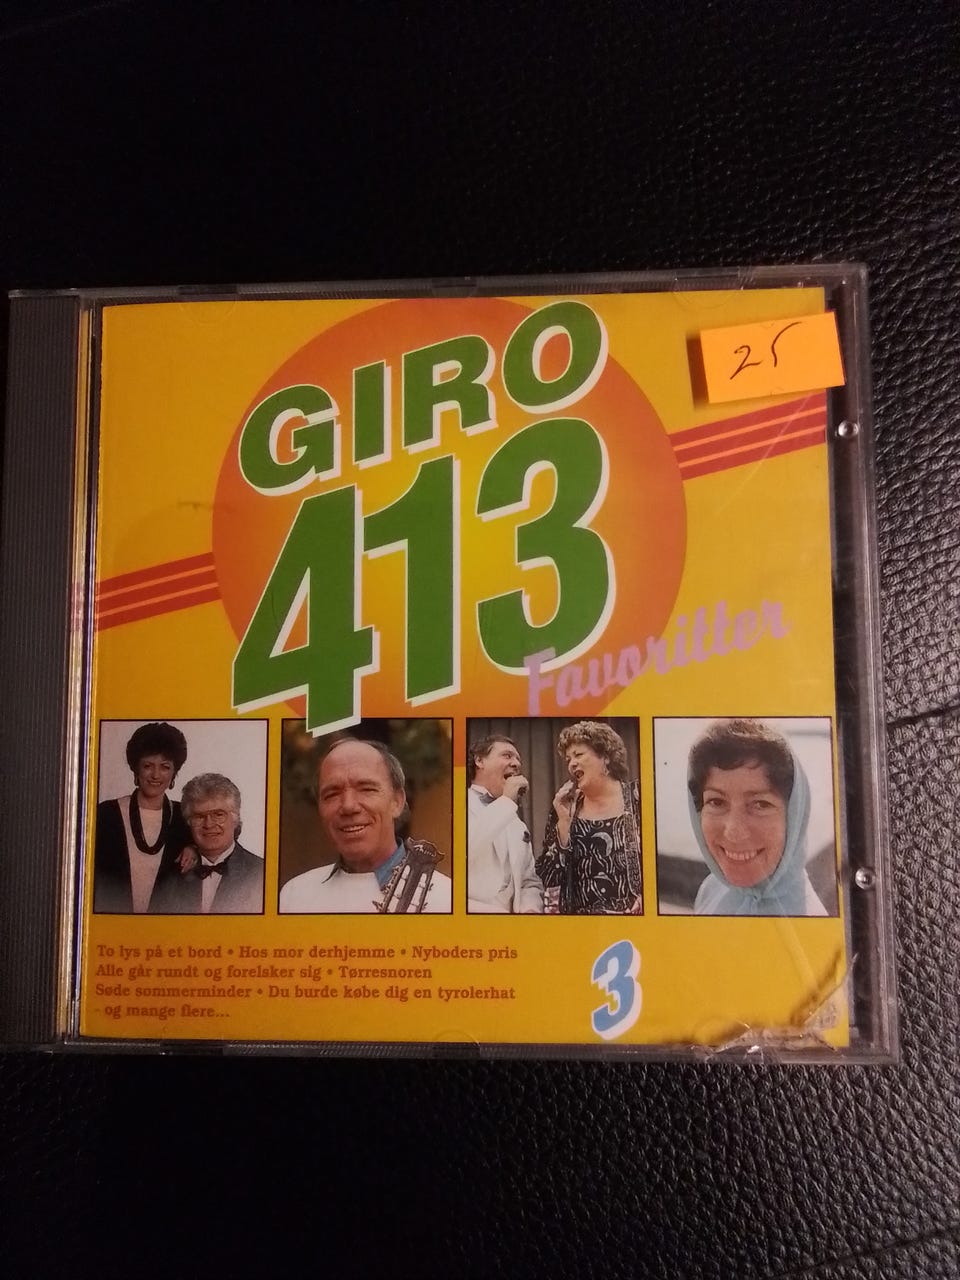 GIRO
413
Favoritter
25
To lys på et bord • Hos mor derhjemme • Nyboders pris
Alle går rundt og forelsker sig • Tørresnoren
Søde sommerminder • Du burde købe dig en tyrolerhat
- og mange flere...
3